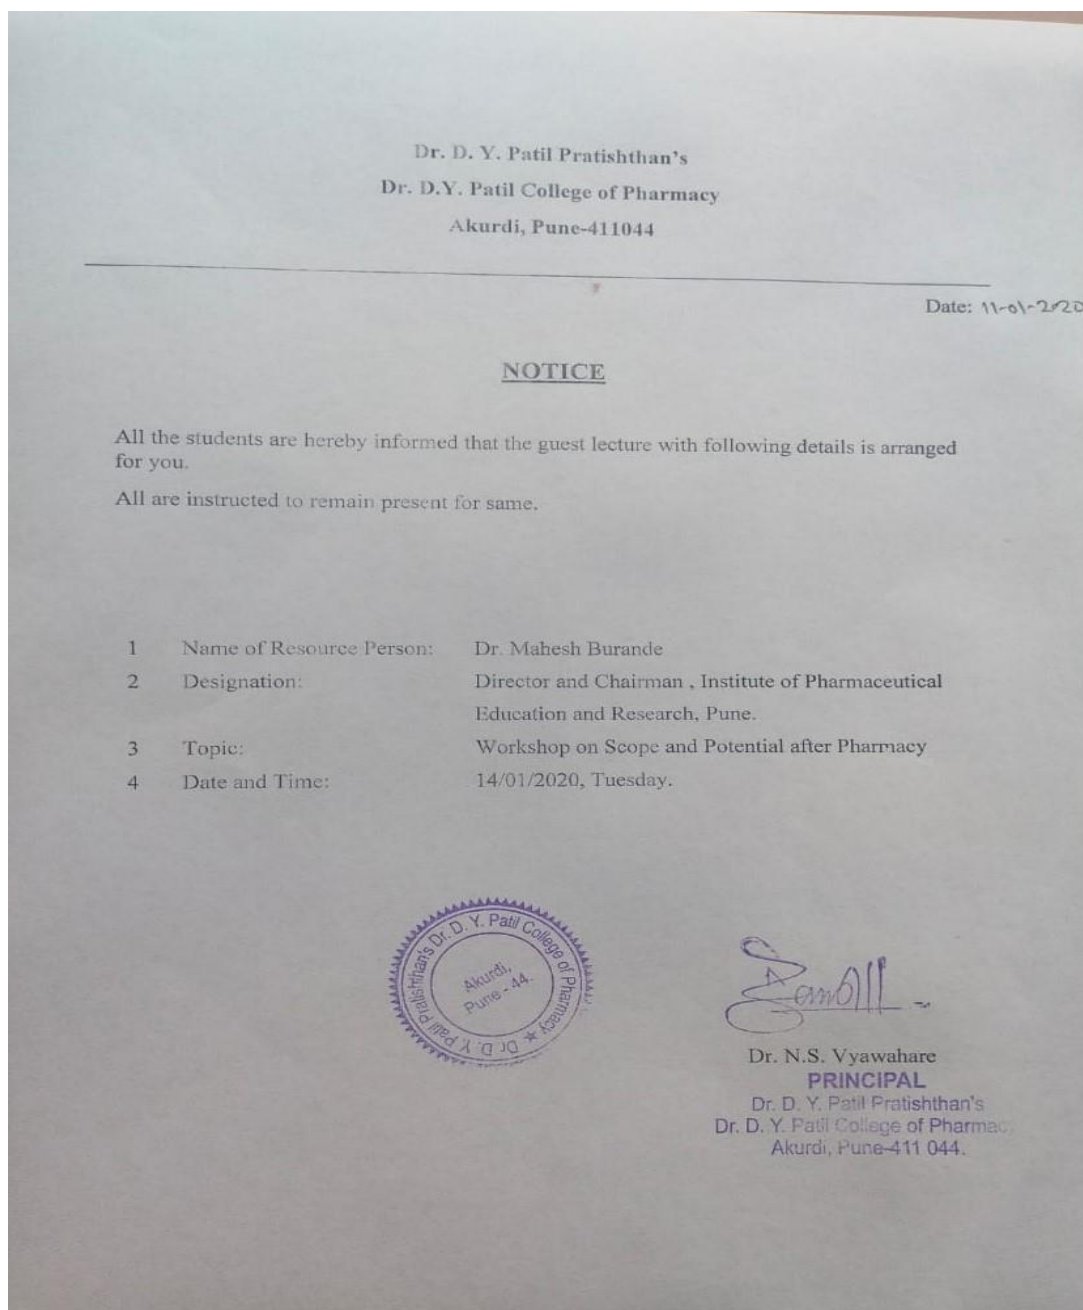 Dr. D. Y. Patil Pratishthan's
Dr. D.Y. Patil College of Pharmacy
Akurdi, Pune-411044
Date: 11-01-2020
NOTICE
All the students are hereby informed that the guest lecture with following details is arranged
for you.
All are instructed to remain present for same.
1 Name of Resource Person: Dr. Mahesh Burande
2 Designation: Director and Chairman , Institute of Pharmaceutical
Education and Research, Pune.
3 Topic: Workshop on Scope and Potential after Pharmacy
4 Date and Time: 14/01/2020, Tuesday.
Dr. D. Y. Patil Pratishthan's Dr. D. Y. Patil College of Pharmacy ★
Akurdi,
Pune - 44.
Dr. N.S. Vyawahare
PRINCIPAL
Dr. D. Y. Patil Pratishthan's
Dr. D. Y. Patil College of Pharmac
Akurdi, Pune-411 044.